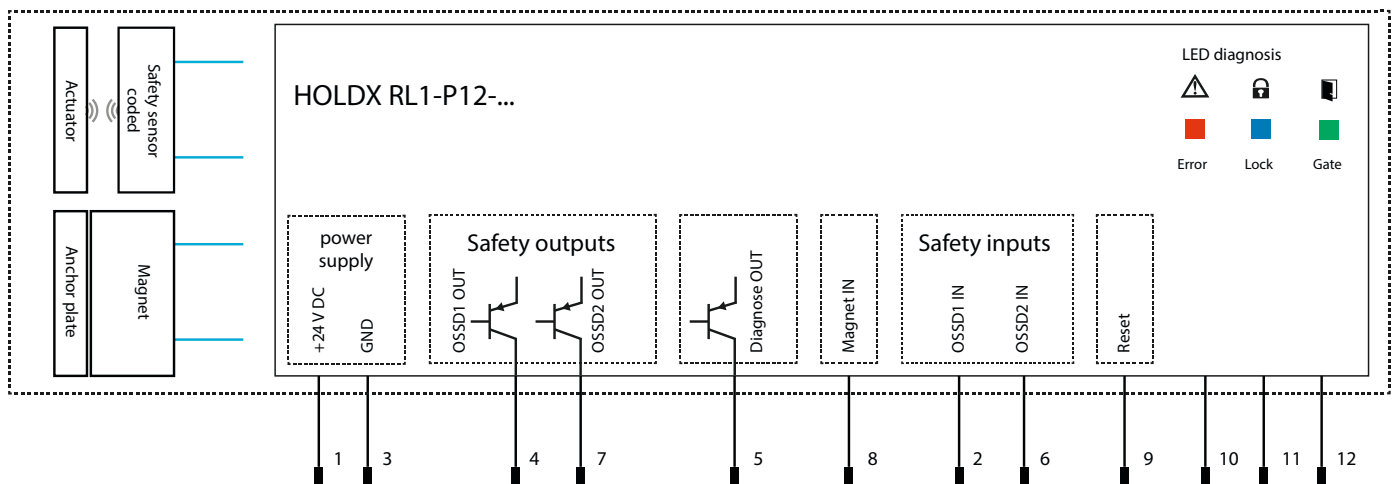 Actuator
Safety sensor
coded
Anchor plate
Magnet
HOLDX RL1-P12-...
LED diagnosis
Error
Lock
Gate
power
supply
+24 V DC
GND
Safety outputs
OSSD1 OUT
OSSD2 OUT
Diagnose OUT
Magnet IN
Safety inputs
OSSD1 IN
OSSD2 IN
Reset
1 3 4 7 5 8 2 6 9 10 11 12